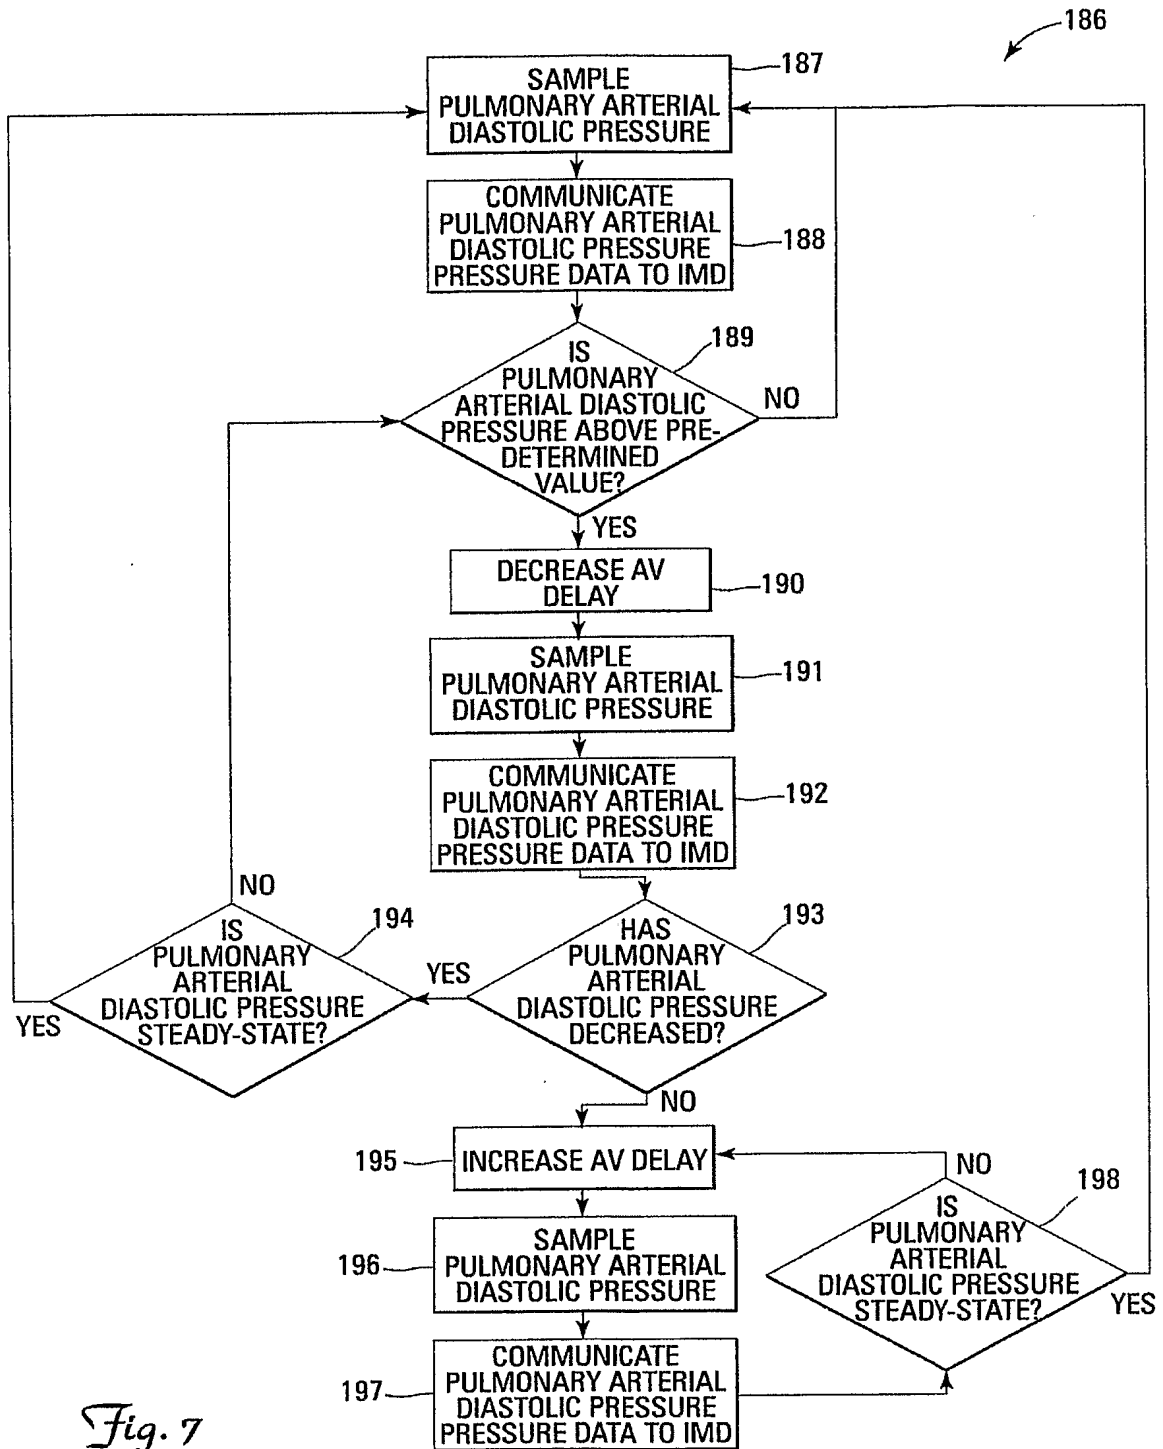 186
SAMPLE
PULMONARY ARTERIAL
DIASTOLIC PRESSURE
187
COMMUNICATE
PULMONARY ARTERIAL
DIASTOLIC PRESSURE
PRESSURE DATA TO IMD
188
IS
PULMONARY
ARTERIAL DIASTOLIC
PRESSURE ABOVE PRE-
DETERMINED
VALUE?
189
NO
YES
DECREASE AV
DELAY
190
SAMPLE
PULMONARY ARTERIAL
DIASTOLIC PRESSURE
191
COMMUNICATE
PULMONARY ARTERIAL
DIASTOLIC PRESSURE
PRESSURE DATA TO IMD
192
HAS
PULMONARY
ARTERIAL
DIASTOLIC PRESSURE
DECREASED?
193
YES
NO
IS
PULMONARY
ARTERIAL
DIASTOLIC PRESSURE
STEADY-STATE?
194
NO
YES
INCREASE AV DELAY
195
SAMPLE
PULMONARY ARTERIAL
DIASTOLIC PRESSURE
196
COMMUNICATE
PULMONARY ARTERIAL
DIASTOLIC PRESSURE
PRESSURE DATA TO IMD
197
IS
PULMONARY
ARTERIAL
DIASTOLIC PRESSURE
STEADY-STATE?
198
NO
YES
Fig. 7